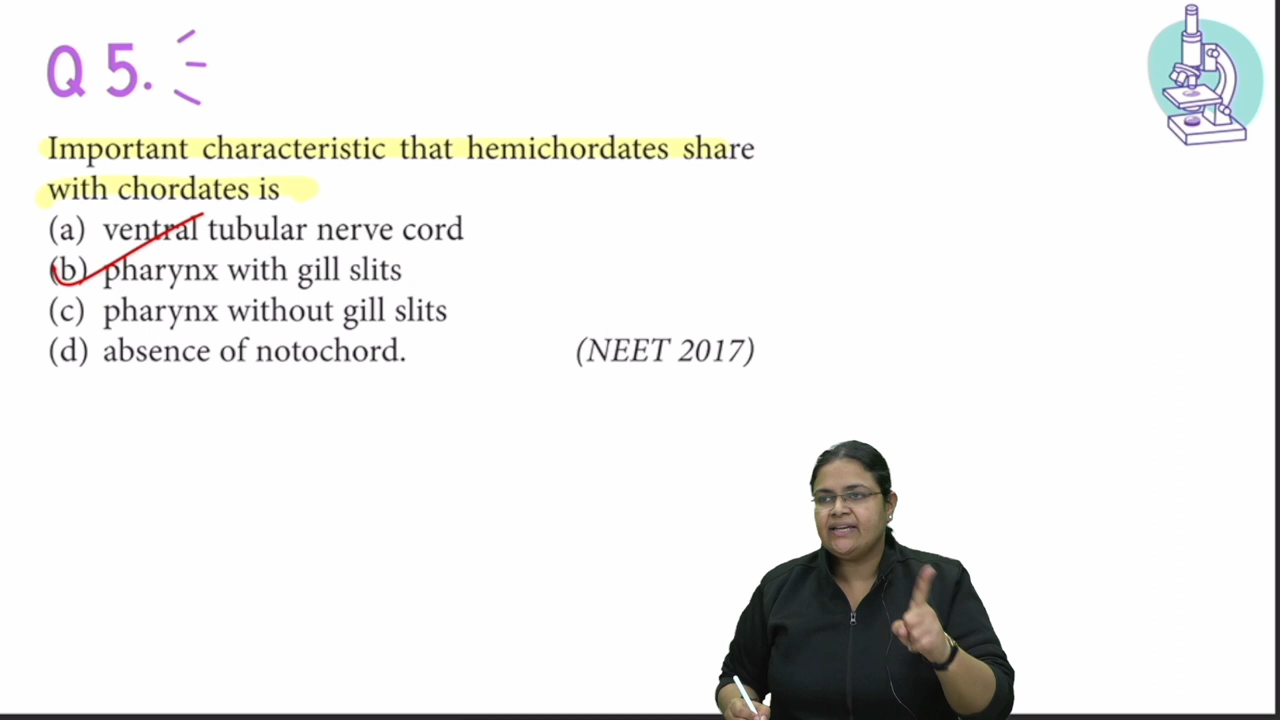 Q 5.
Important characteristic that hemichordates share
with chordates is
(a) ventral tubular nerve cord
(b) pharynx with gill slits
(c) pharynx without gill slits
(d) absence of notochord. (NEET 2017)